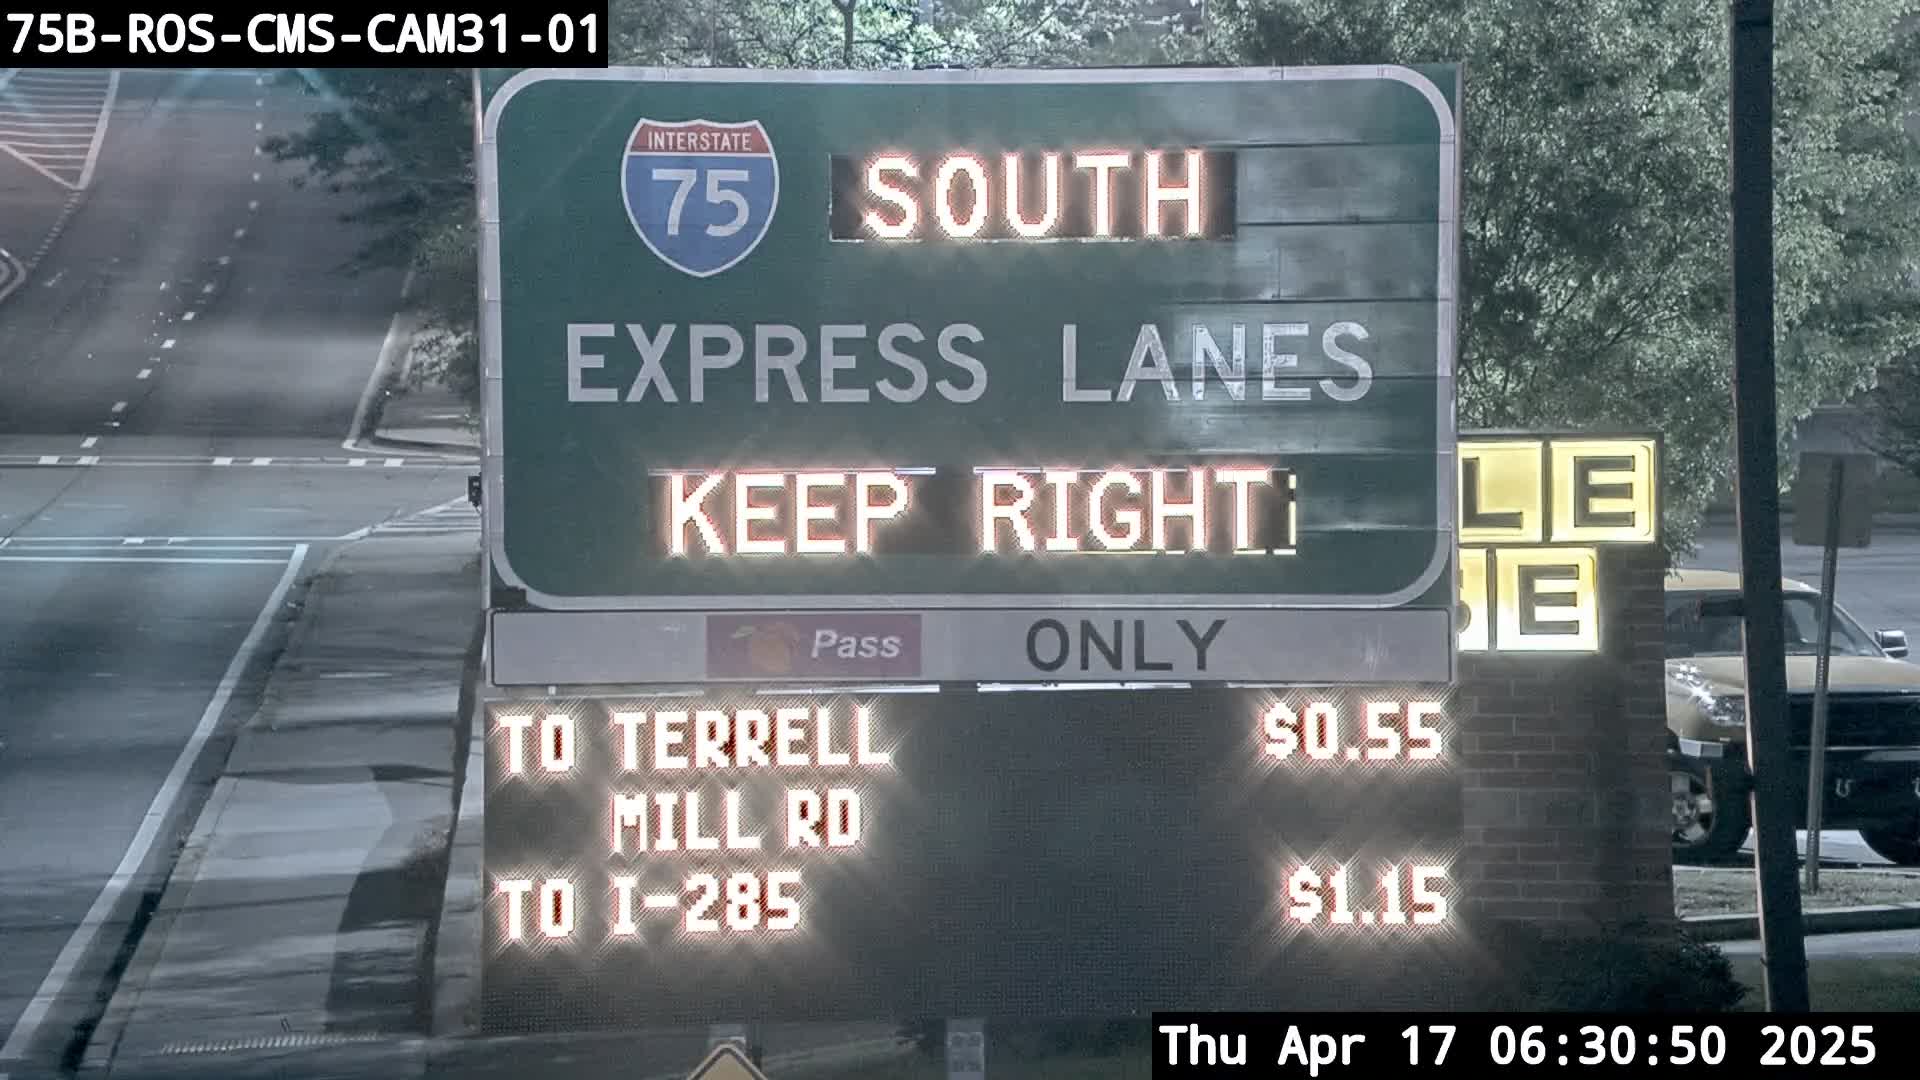 75B-ROS-CMS-CAM31-01
INTERSTATE
75
SOUTH
EXPRESS LANES
KEEP RIGHT
Pass ONLY
TO TERRELL $0.55
MILL RD
TO I-285 $1.15
LE
E
Thu Apr 17 06:30:50 2025